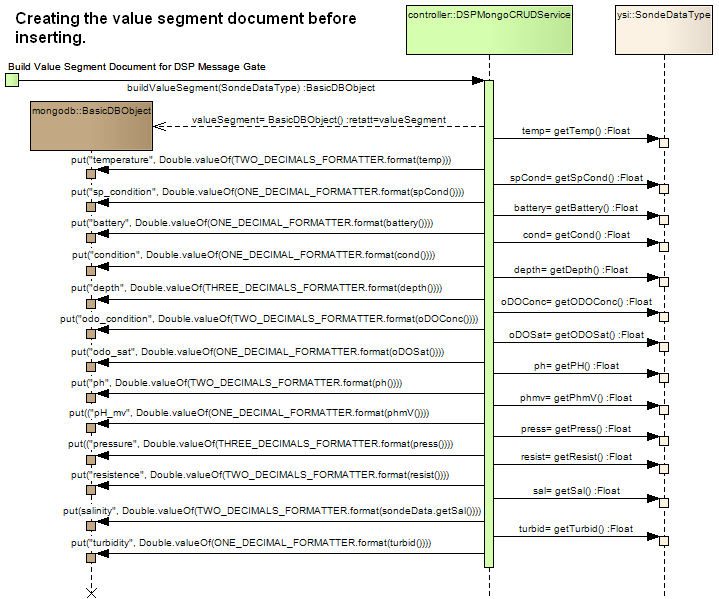 Creating the value segment document before
inserting.
controller::DSPMongoCRUDService
ysi::SondeDataType
Build Value Segment Document for DSP Message Gate
buildValueSegment(SondeDataType) :BasicDBObject
mongodb::BasicDBObject
valueSegment= BasicDBObject() :retatt=valueSegment
temp= getTemp() :Float
put("temperature", Double.valueOf(TWO_DECIMALS_FORMATTER.format(temp)))
spCond= getSpCond() :Float
put("sp_condition", Double.valueOf(ONE_DECIMAL_FORMATTER.format(spCond())))
battery= getBattery() :Float
put("battery", Double.valueOf(ONE_DECIMAL_FORMATTER.format(battery())))
cond= getCond() :Float
put("condition", Double.valueOf(ONE_DECIMAL_FORMATTER.format(cond())))
depth= getDepth() :Float
put("depth", Double.valueOf(THREE_DECIMALS_FORMATTER.format(depth())))
oDOConc= getODOConc() :Float
put("odo_condition", Double.valueOf(TWO_DECIMALS_FORMATTER.format(oDOConc())))
oDOSat= getODOSat() :Float
put("odo_sat", Double.valueOf(ONE_DECIMAL_FORMATTER.format(oDOSat())))
ph= getPH() :Float
put("ph", Double.valueOf(TWO_DECIMALS_FORMATTER.format(ph()))
phmv= getPhmV() :Float
put(("pH_mv", Double.valueOf(ONE_DECIMAL_FORMATTER.format(phmV())))
press= getPress() :Float
put(("pressure", Double.valueOf(THREE_DECIMALS_FORMATTER.format(press())))
resist= getResist() :Float
put("resistence", Double.valueOf(TWO_DECIMALS_FORMATTER.format(resist())))
sal= getSal() :Float
put(salinity", Double.valueOf(TWO_DECIMALS_FORMATTER.format(sondeData.getSal())))
turbid= getTurbid() :Float
put("turbidity", Double.valueOf(ONE_DECIMAL_FORMATTER.format(turbid())))